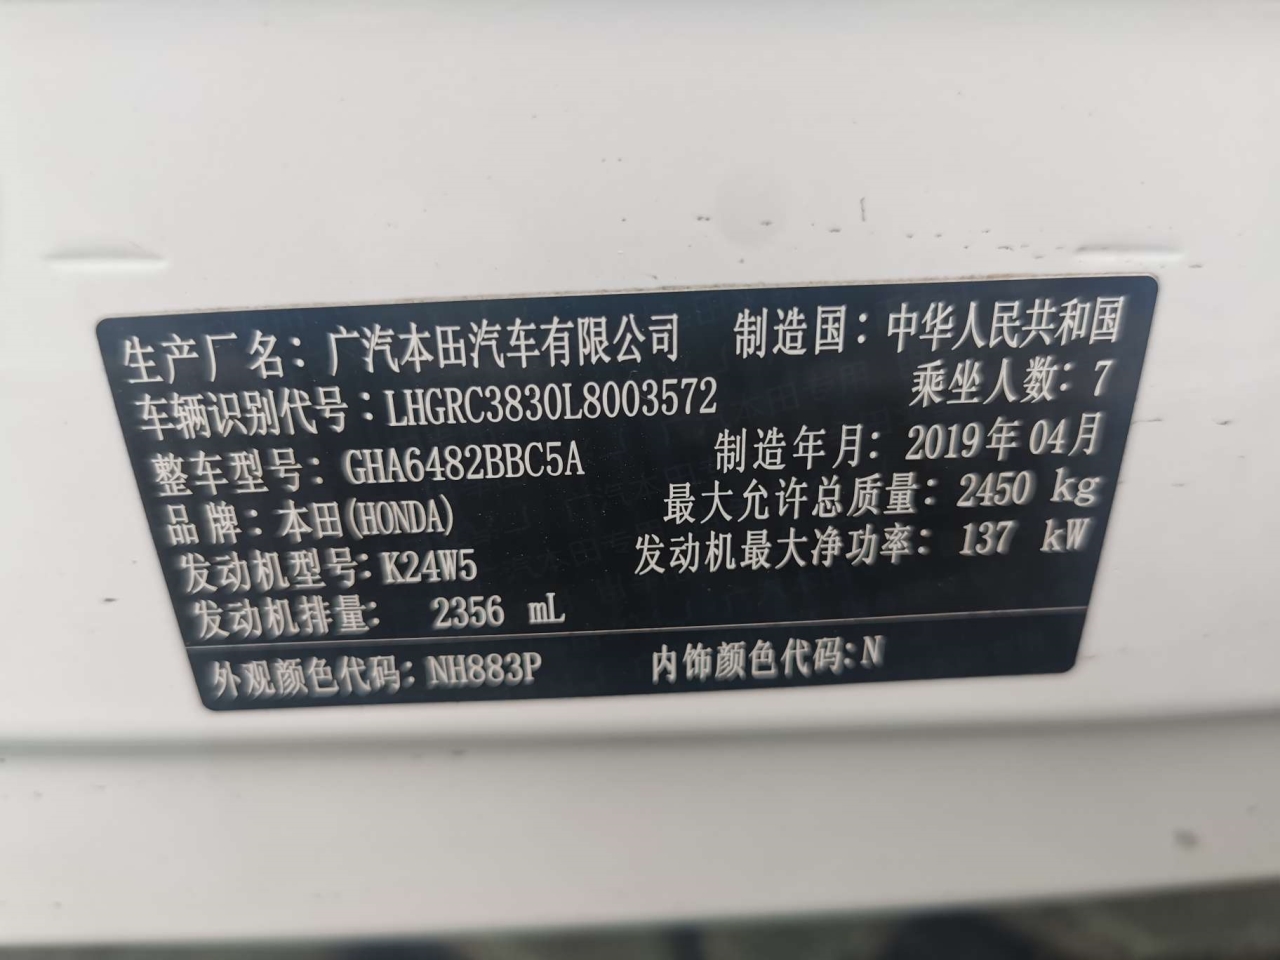 生产厂名：广汽本田汽车有限公司 制造国：中华人民共和国
车辆识别代号：LHGRC3830L8003572 乘坐人数：7
整车型号：GHA6482BBC5A 制造年月：2019年04月
品牌：本田(HONDA) 最大允许总质量：2450 kg
发动机型号：K24W5 发动机最大净功率：137 kW
发动机排量： 2356 mL
外观颜色代码：NH883P 内饰颜色代码：N